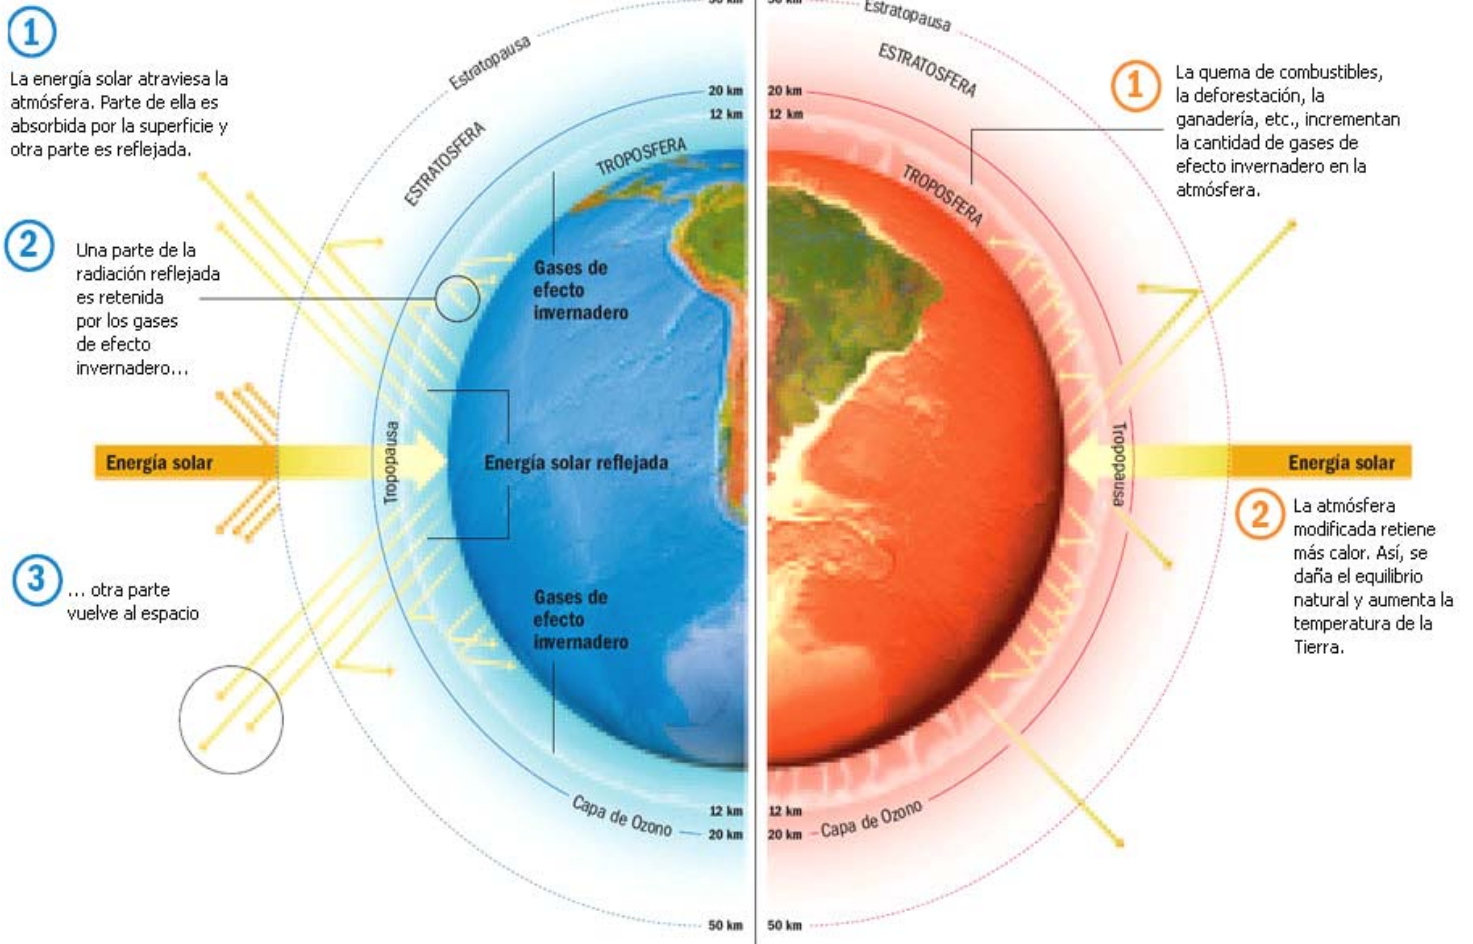 1
La energía solar atraviesa la
atmósfera. Parte de ella es
absorbida por la superficie y
otra parte es reflejada.
2
Una parte de la
radiación reflejada
es retenida
por los gases
de efecto
invernadero...
Energía solar
3
... otra parte
vuelve al espacio
Estratopausa
ESTRATOSFERA
TROPOSFERA
20 km
12 km
Gases de
efecto
invernadero
Tropopausa
Energía solar reflejada
Gases de
efecto
invernadero
Capa de Ozono
12 km
20 km
50 km
Estratopausa
ESTRATOSFERA
20 km
12 km
TROPOSFERA
1
La quema de combustibles,
la deforestación, la
ganadería, etc., incrementan
la cantidad de gases de
efecto invernadero en la
atmósfera.
Tropopausa
Energía solar
2
La atmósfera
modificada retiene
más calor. Así, se
daña el equilibrio
natural y aumenta la
temperatura de la
Tierra.
12 km
20 km
Capa de Ozono
50 km